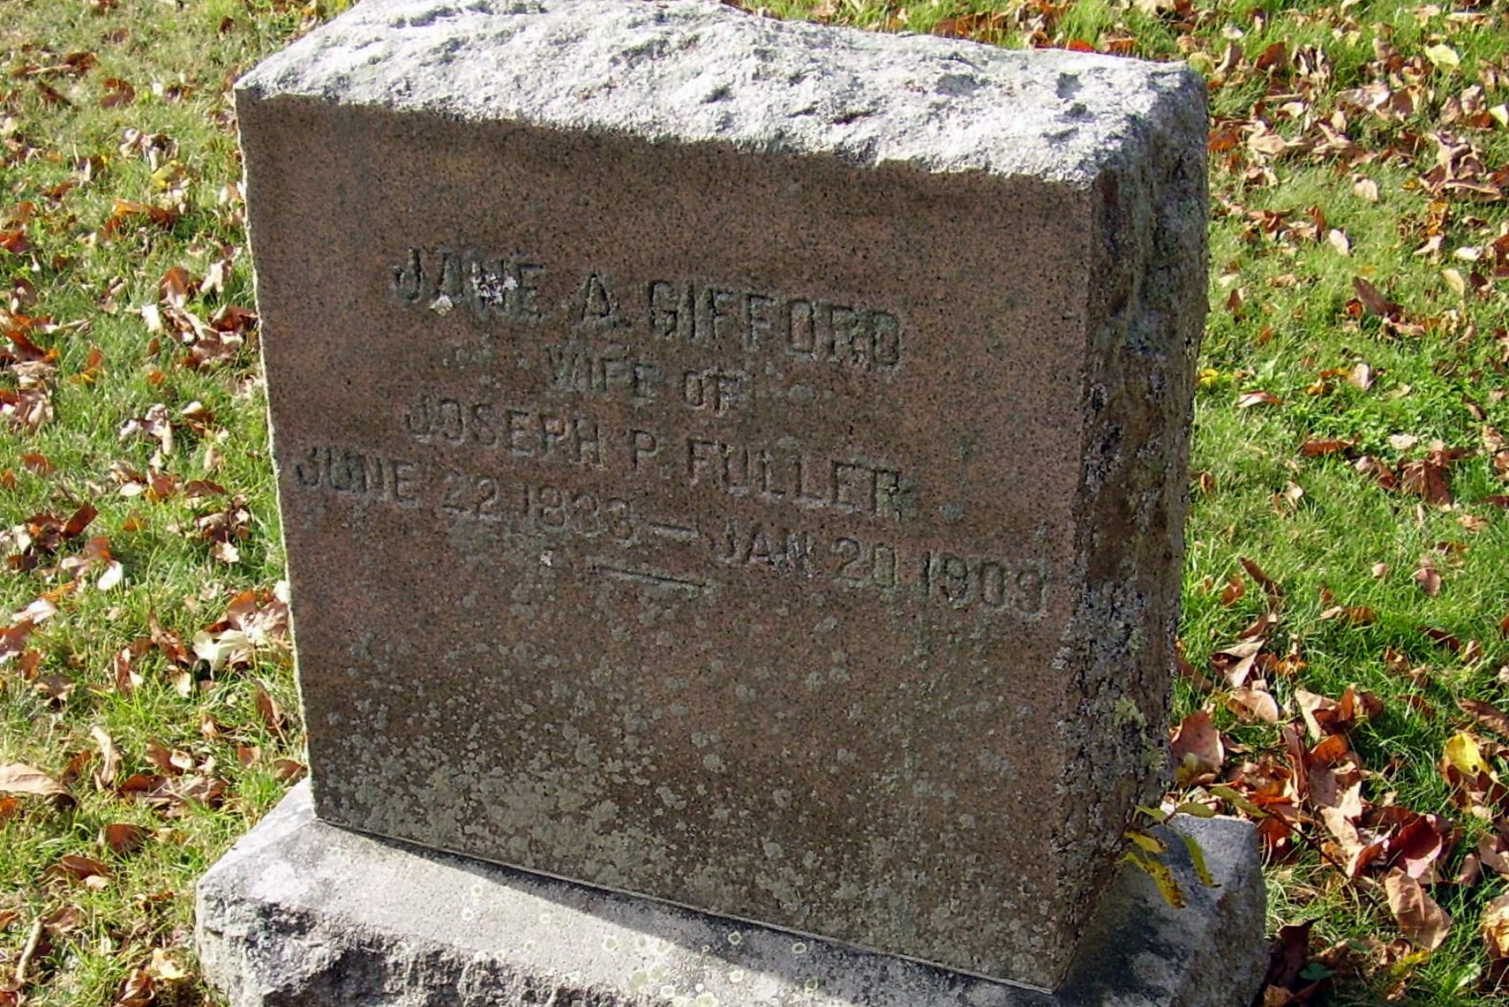 JANE A. GIFFORD
WIFE OF
JOSEPH P. FULLER
JUNE 22, 1833 — JAN. 20, 1909